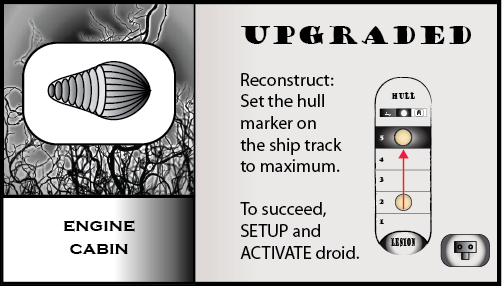 UPGRADED
Reconstruct:
Set the hull
marker on
the ship track
to maximum.
To succeed,
SETUP and
ACTIVATE droid.
HULL
5
4
3
2
1
LESION
ENGINE
CABIN